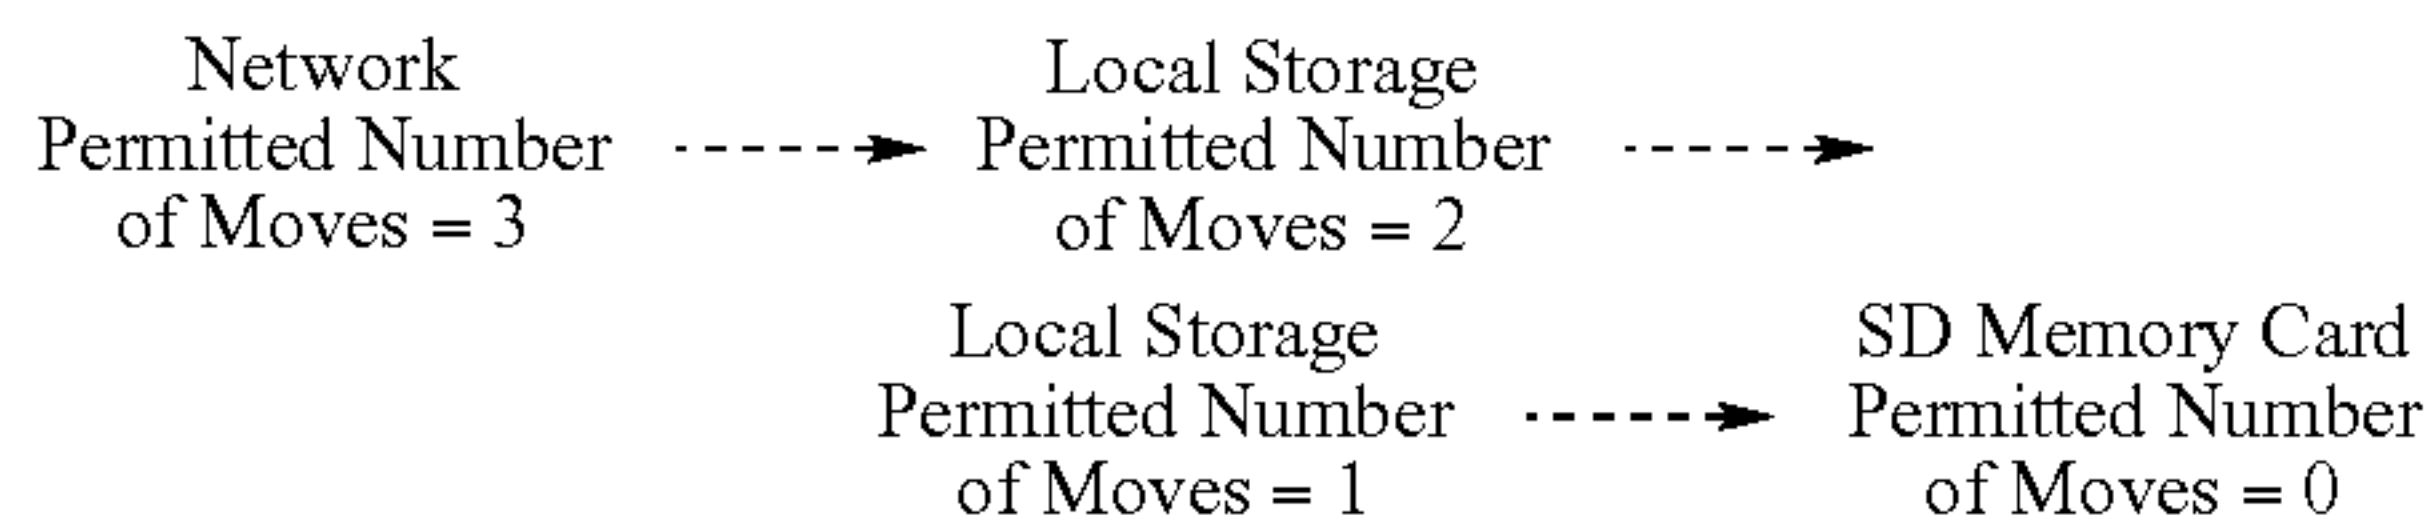 Network
Permitted Number
of Moves = 3
Local Storage
Permitted Number
of Moves = 2
Local Storage
Permitted Number
of Moves = 1
SD Memory Card
Permitted Number
of Moves = 0